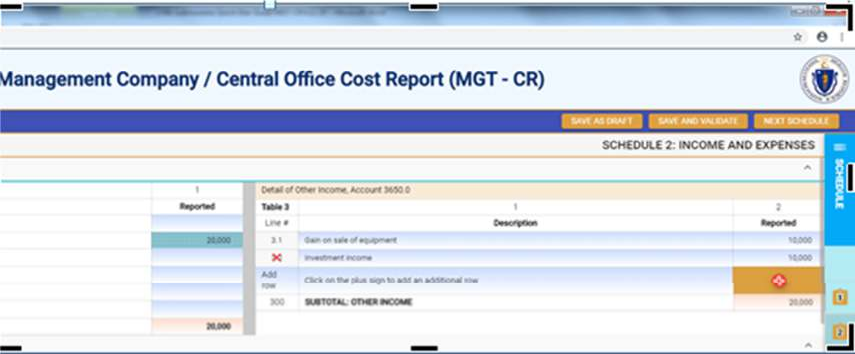 Management Company / Central Office Cost Report (MGT - CR)
SAVE AS DRAFT SAVE AND VALIDATE NEXT SCHEDULE
SCHEDULE 2: INCOME AND EXPENSES
SCHEDULE
1 Detail of Other Income, Account 3650.0
Reported Table 3 1 2
Line # Description Reported
20,000 3.1 Gain on sale of equipment 10,000
Investment income 10,000
Add row Click on the plus sign to add an additional row
300 SUBTOTAL: OTHER INCOME 20,000
20,000
1
2